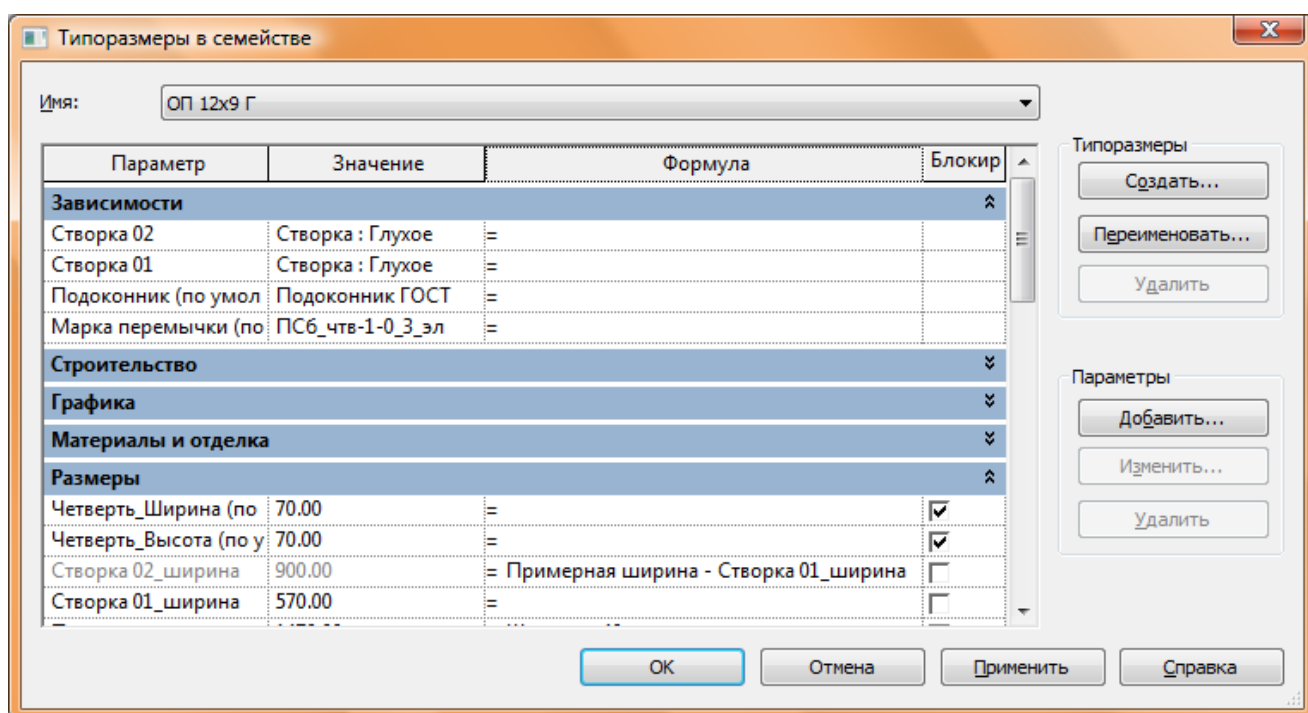 Типоразмеры в семействе
Имя: ОП 12x9 Г
Параметр Значение Формула Блокир
Зависимости
Створка 02 Створка : Глухое =
Створка 01 Створка : Глухое =
Подоконник (по умол Подоконник ГОСТ =
Марка перемычки (по ПС6_чтв-1-0_3_эл =
Строительство
Графика
Материалы и отделка
Размеры
Четверть_Ширина (по 70.00 =
Четверть_Высота (по у 70.00 =
Створка 02_ширина 900.00 = Примерная ширина - Створка 01_ширина
Створка 01_ширина 570.00 =
Типоразмеры
Создать...
Переименовать...
Удалить
Параметры
Добавить...
Изменить...
Удалить
OK Отмена Применить Справка